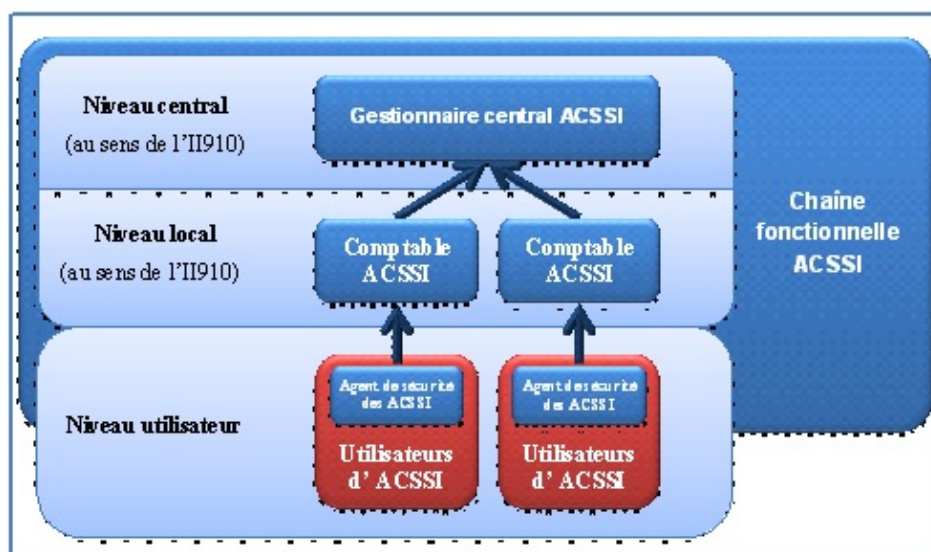 Niveau central
(au sens de l'II910)
Gestionnaire central ACSSI
Niveau local
(au sens de l'II910)
Comptable
ACSSI
Comptable
ACSSI
Chaîne
fonctionnelle
ACSSI
Niveau utilisateur
Agent de sécurité
des ACSSI
Utilisateurs
d' ACSSI
Agent de sécurité
des ACSSI
Utilisateurs
d' ACSSI